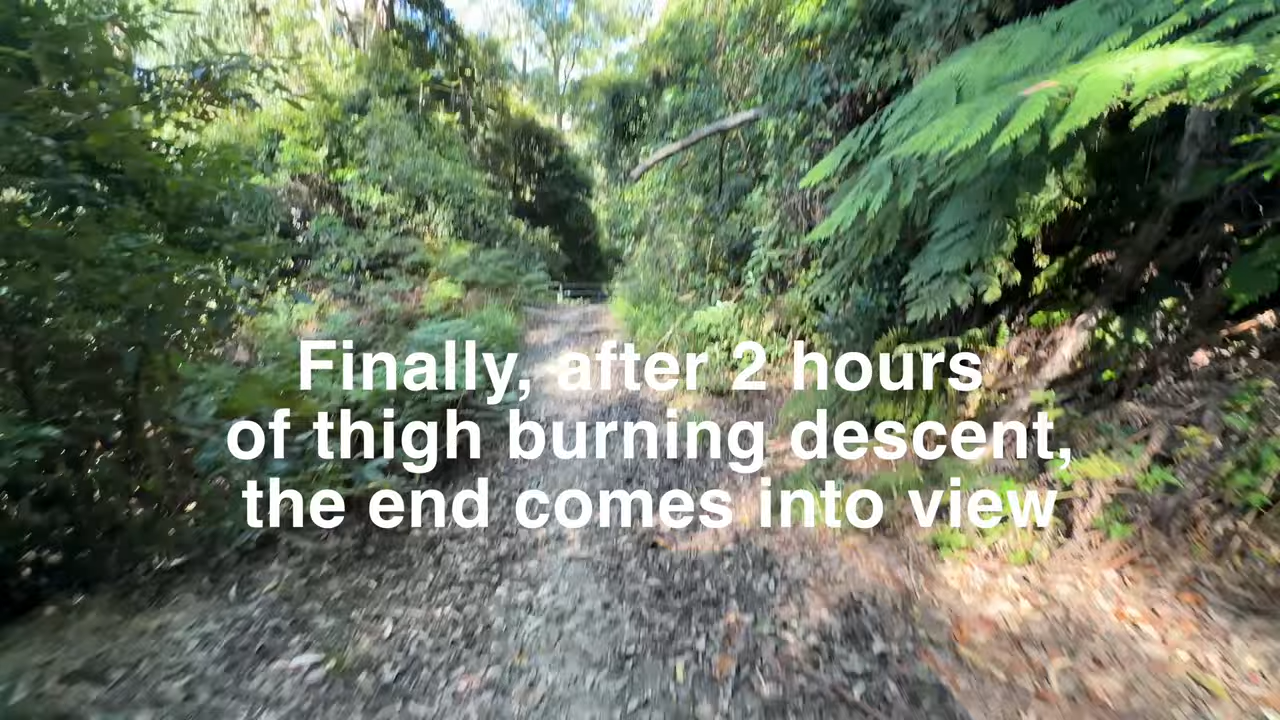 Finally, after 2 hours
of thigh burning descent,
the end comes into view